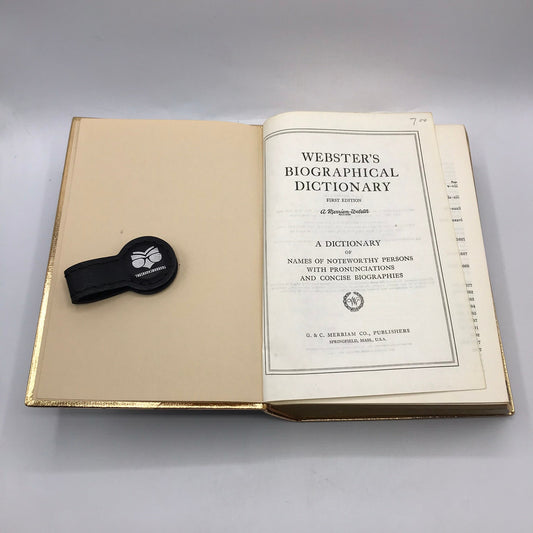 7.00
WEBSTER'S
BIOGRAPHICAL
DICTIONARY
FIRST EDITION
A Merriam-Webster
A DICTIONARY
OF
NAMES OF NOTEWORTHY PERSONS
WITH PRONUNCIATIONS
AND CONCISE BIOGRAPHIES
W
G. & C. MERRIAM CO., PUBLISHERS
SPRINGFIELD, MASS., U.S.A.